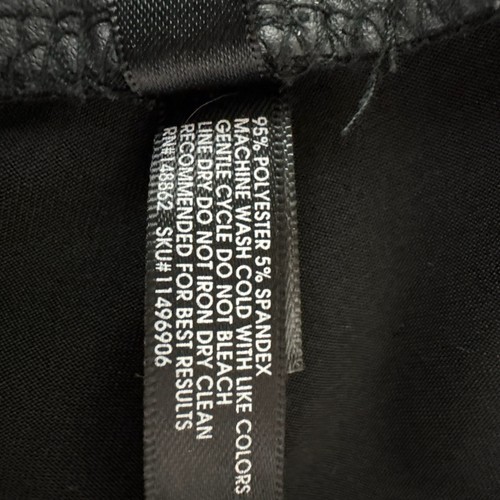 95% POLYESTER 5% SPANDEX
MACHINE WASH COLD WITH LIKE COLORS
GENTLE CYCLE DO NOT BLEACH
LINE DRY DO NOT IRON DRY CLEAN
RECOMMENDED FOR BEST RESULTS
RN#148862 SKU#11496906